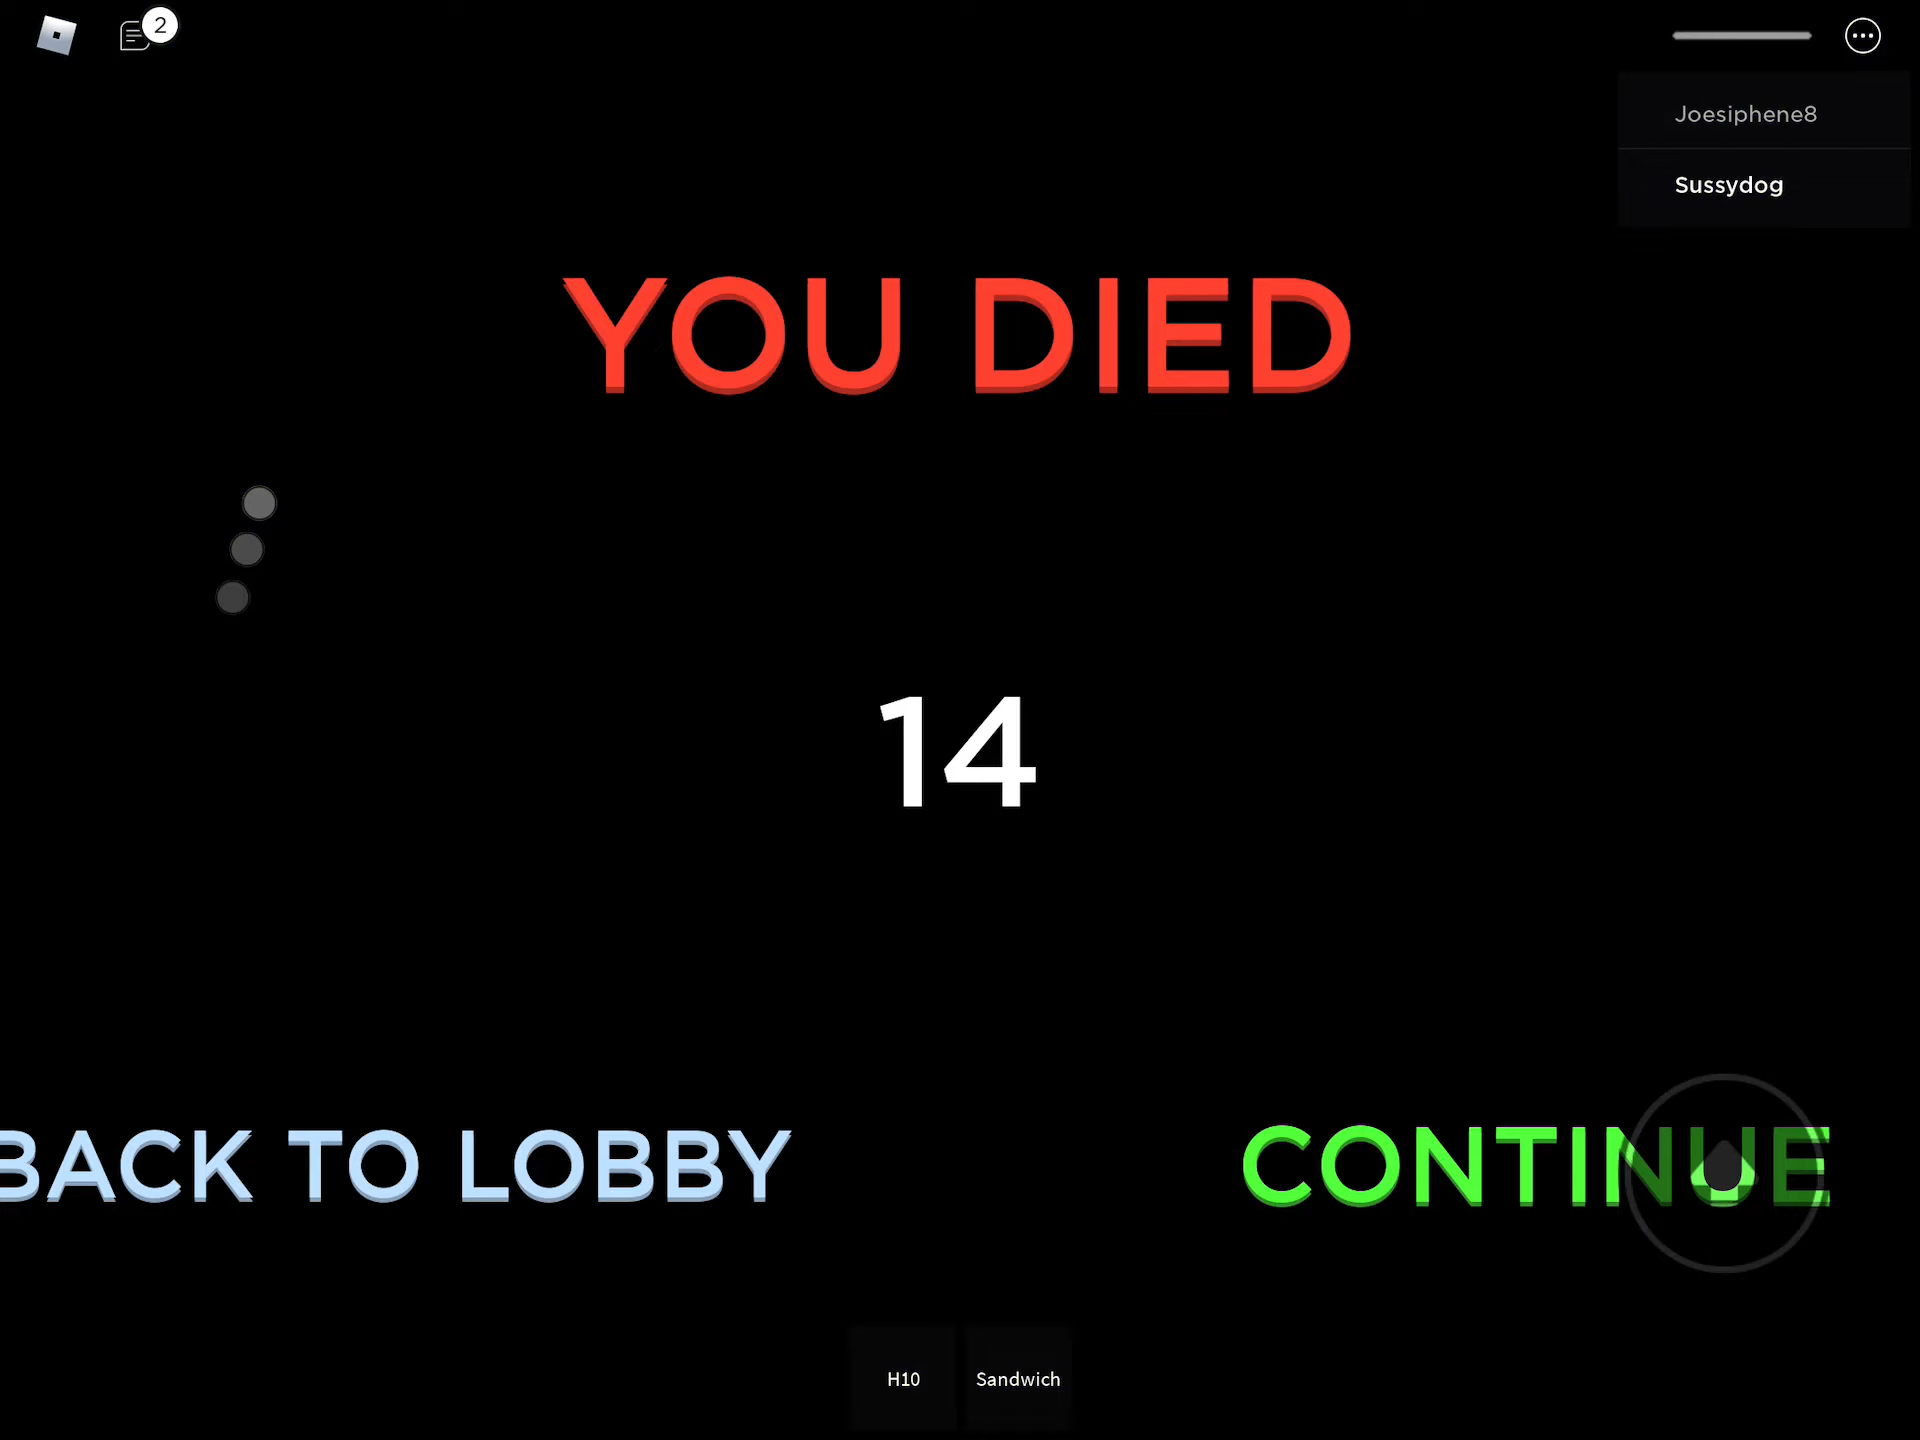 2
Joesiphene8
Sussydog
YOU DIED
14
BACK TO LOBBY
CONTINUE
H10
Sandwich